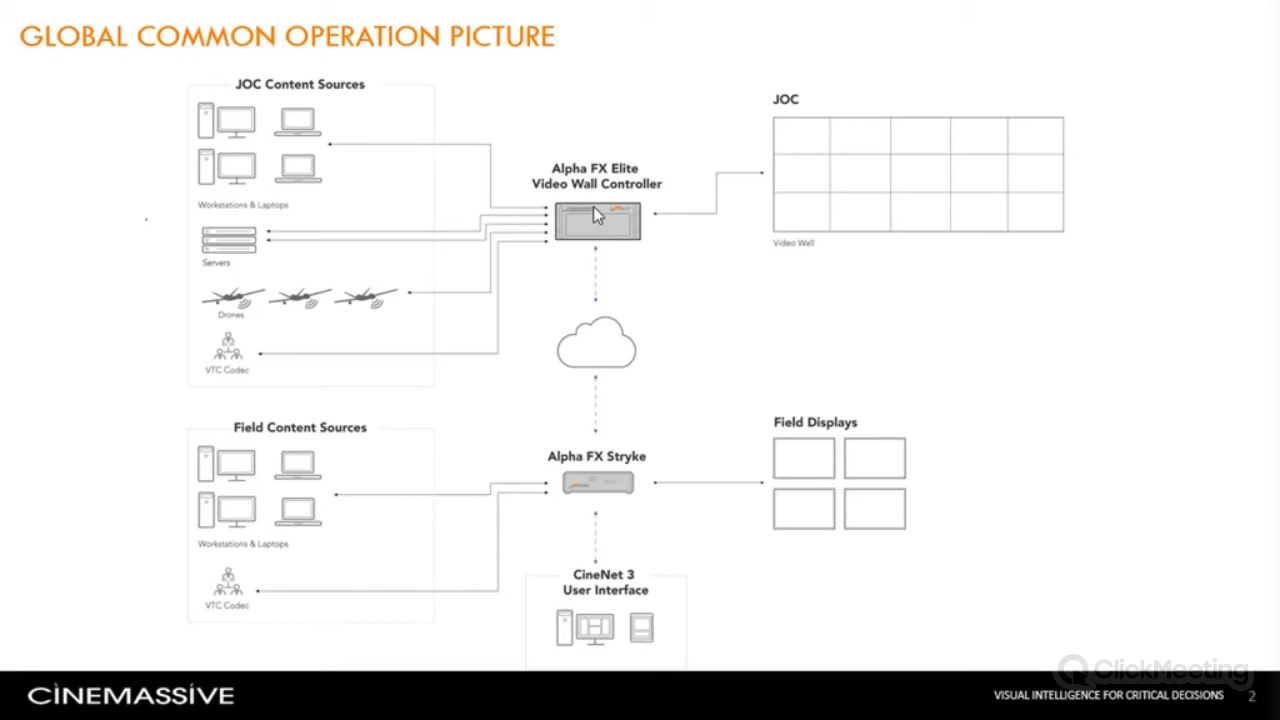 GLOBAL COMMON OPERATION PICTURE
JOC Content Sources
Workstations & Laptops
Servers
Drones
VTC Codec
Alpha FX Elite
Video Wall Controller
JOC
Video Wall
Field Content Sources
Workstations & Laptops
VTC Codec
Alpha FX Stryke
Field Displays
CineNet 3
User Interface
ClickMeeting
CINEMASSIVE
VISUAL INTELLIGENCE FOR CRITICAL DECISIONS
2